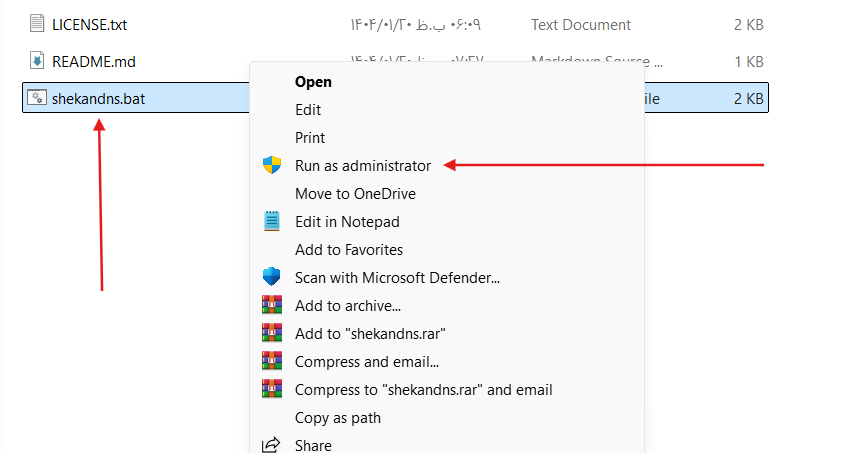 LICENSE.txt ۱۴۰۴/۰۱/۲۰ ب.ظ ۰۶:۰۹ Text Document 2 KB
README.md Markdown Source ... 1 KB
shekandns.bat ile 2 KB
Open
Edit
Print
Run as administrator
Move to OneDrive
Edit in Notepad
Add to Favorites
Scan with Microsoft Defender...
Add to archive...
Add to "shekandns.rar"
Compress and email...
Compress to "shekandns.rar" and email
Copy as path
Share